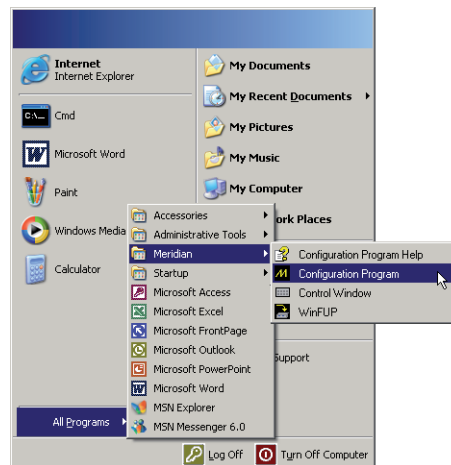 Internet
Internet Explorer
C:\_
Cmd
Microsoft Word
Paint
Windows Media
Calculator
All Programs
My Documents
My Recent Documents
My Pictures
My Music
My Computer
ork Places
Support
Accessories
Administrative Tools
Meridian
Startup
Microsoft Access
Microsoft Excel
Microsoft FrontPage
Microsoft Outlook
Microsoft PowerPoint
Microsoft Word
MSN Explorer
MSN Messenger 6.0
Configuration Program Help
Configuration Program
Control Window
WinFUP
Log Off
Turn Off Computer